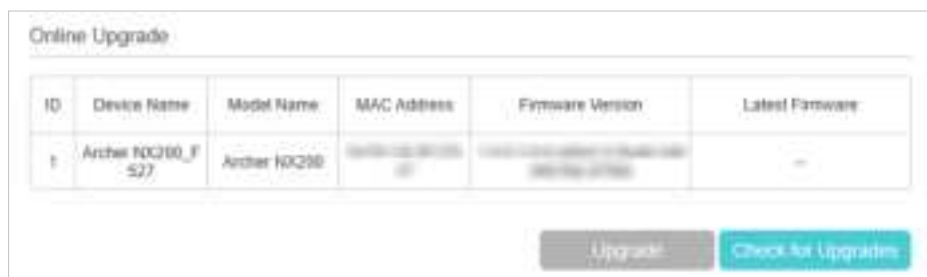 Online Upgrade
ID Device Name Model Name MAC Address Firmware Version Latest Firmware
1 Archer NX200_F Archer NX200 ---
527
Upgrade Check for Upgrades